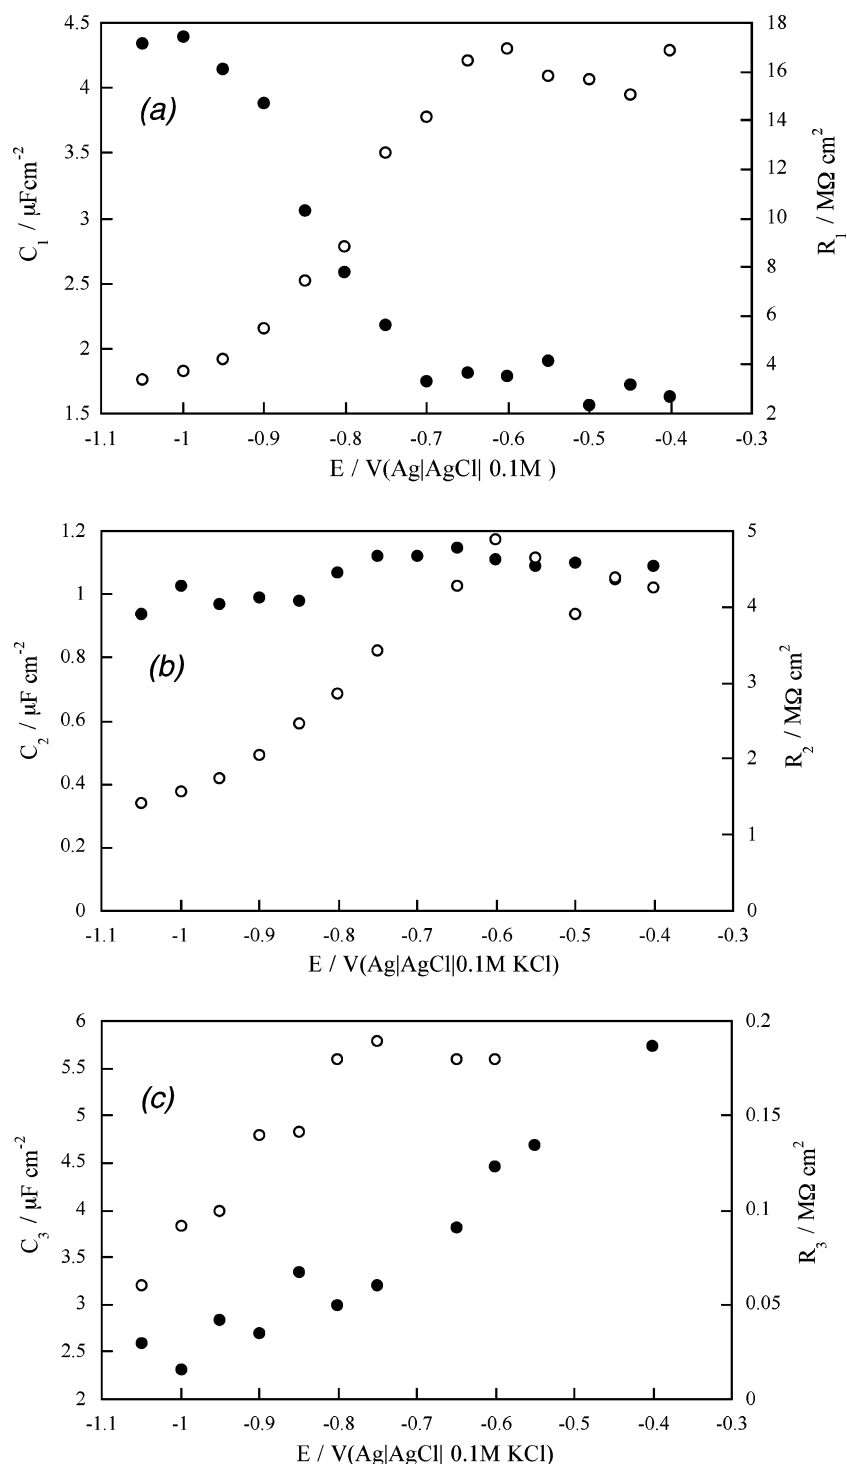 4.5
4
3.5
3
2.5
2
1.5
18
16
14
12
10
8
6
4
2
(a)
C1 / µFcm-2
R1 / MΩ cm2
-1.1 -1 -0.9 -0.8 -0.7 -0.6 -0.5 -0.4 -0.3
E / V(Ag|AgCl| 0.1M )
1.2
1
0.8
0.6
0.4
0.2
0
5
4
3
2
1
0
(b)
C2 / µF cm-2
R2 / MΩ cm2
-1.1 -1 -0.9 -0.8 -0.7 -0.6 -0.5 -0.4 -0.3
E / V(Ag|AgCl|0.1M KCl)
6
5.5
5
4.5
4
3.5
3
2.5
2
0.2
0.15
0.1
0.05
0
(c)
C3 / µF cm-2
R3 / MΩ cm2
-1.1 -1 -0.9 -0.8 -0.7 -0.6 -0.5 -0.4 -0.3
E / V(Ag|AgCl| 0.1M KCl)